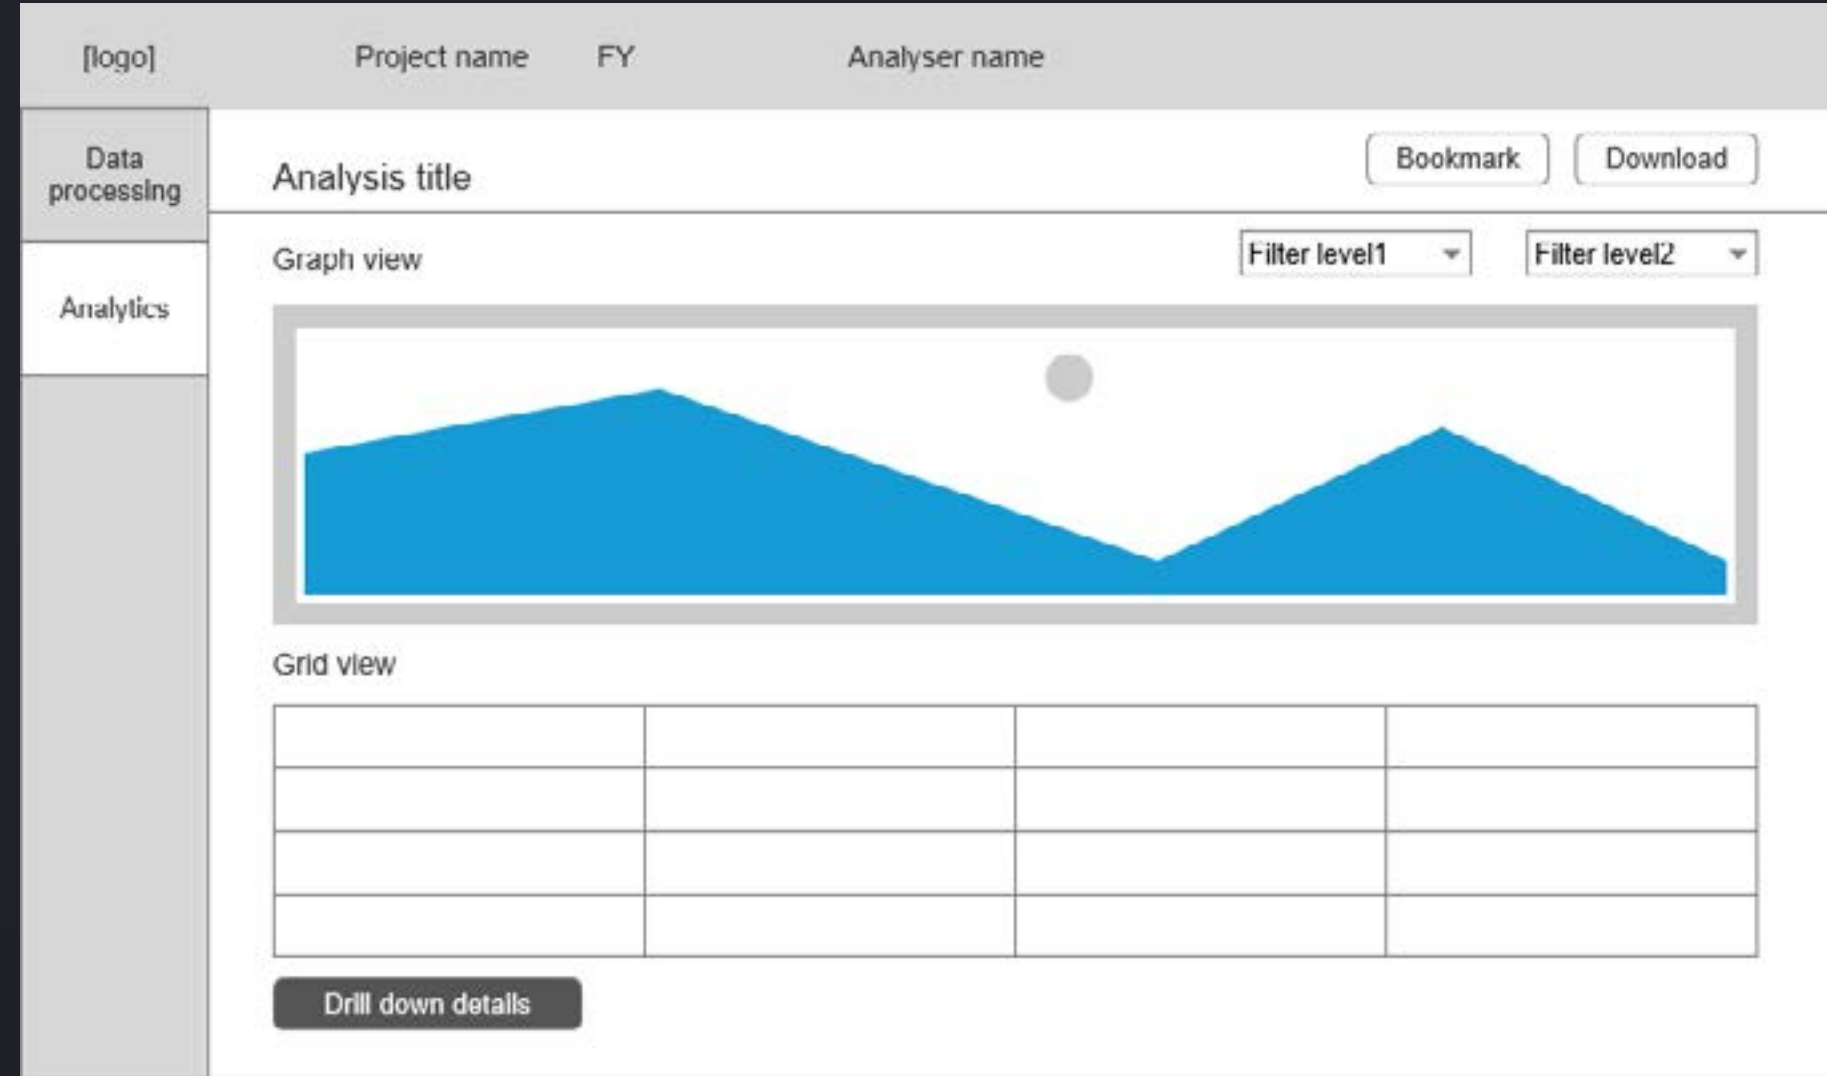 [logo]
Project name
FY
Analyser name
Data
processing
Analytics
Analysis title
Bookmark
Download
Graph view
Filter level1
Filter level2
Grid view
Drill down details